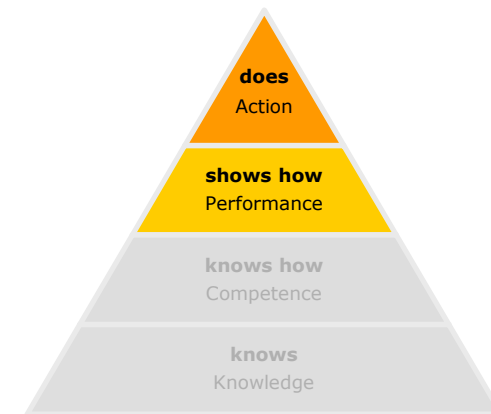 does
Action
shows how
Performance
knows how
Competence
knows
Knowledge